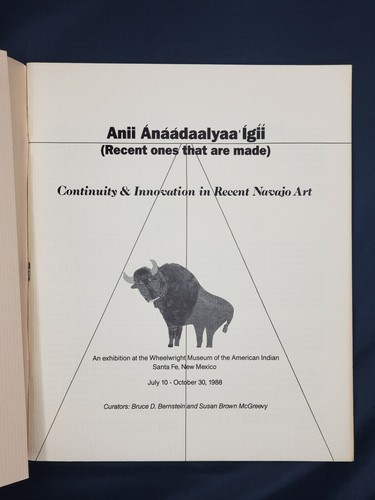 Anii Ánáádaalyaa'Ígíí
(Recent ones that are made)
Continuity & Innovation in Recent Navajo Art
An exhibition at the Wheelwright Museum of the American Indian
Santa Fe, New Mexico
July 10 - October 30, 1988
Curators: Bruce D. Bernstein and Susan Brown McGreevy